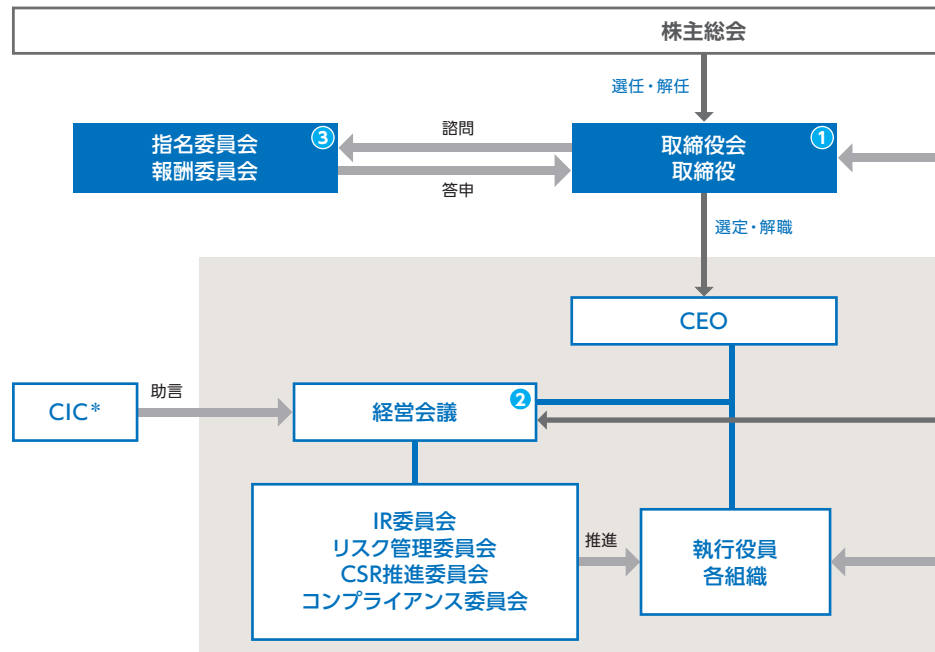 株主総会
選任・解任
指名委員会
報酬委員会
3
諮問
答申
取締役会
取締役
1
選定・解職
CEO
CIC*
助言
経営会議
2
IR委員会
リスク管理委員会
CSR推進委員会
コンプライアンス委員会
推進
執行役員
各組織